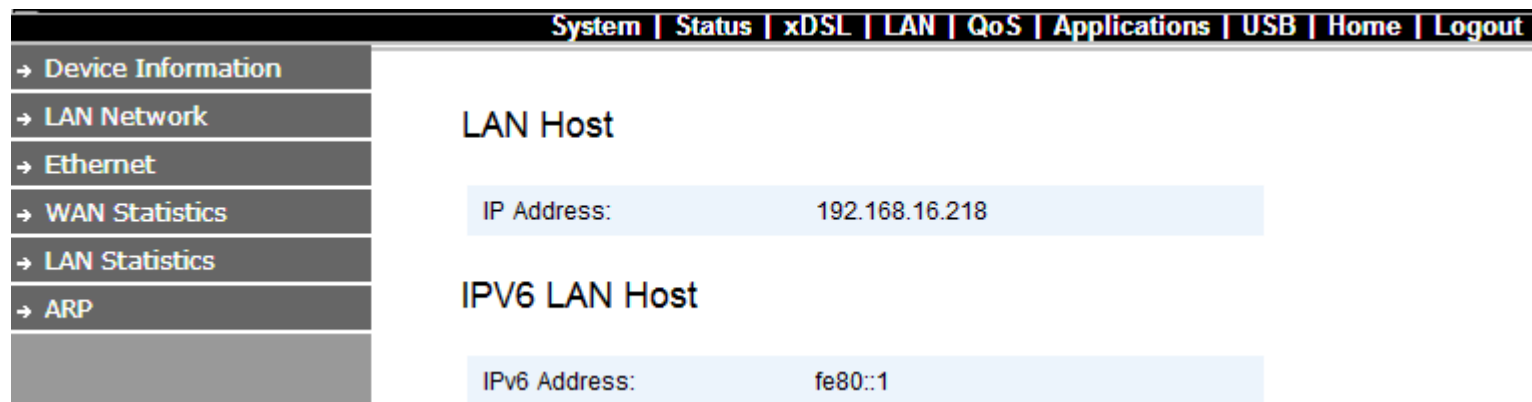 System | Status | xDSL | LAN | QoS | Applications | USB | Home | Logout
Device Information
LAN Network
Ethernet
WAN Statistics
LAN Statistics
ARP
LAN Host
IP Address: 192.168.16.218
IPV6 LAN Host
IPv6 Address: fe80::1